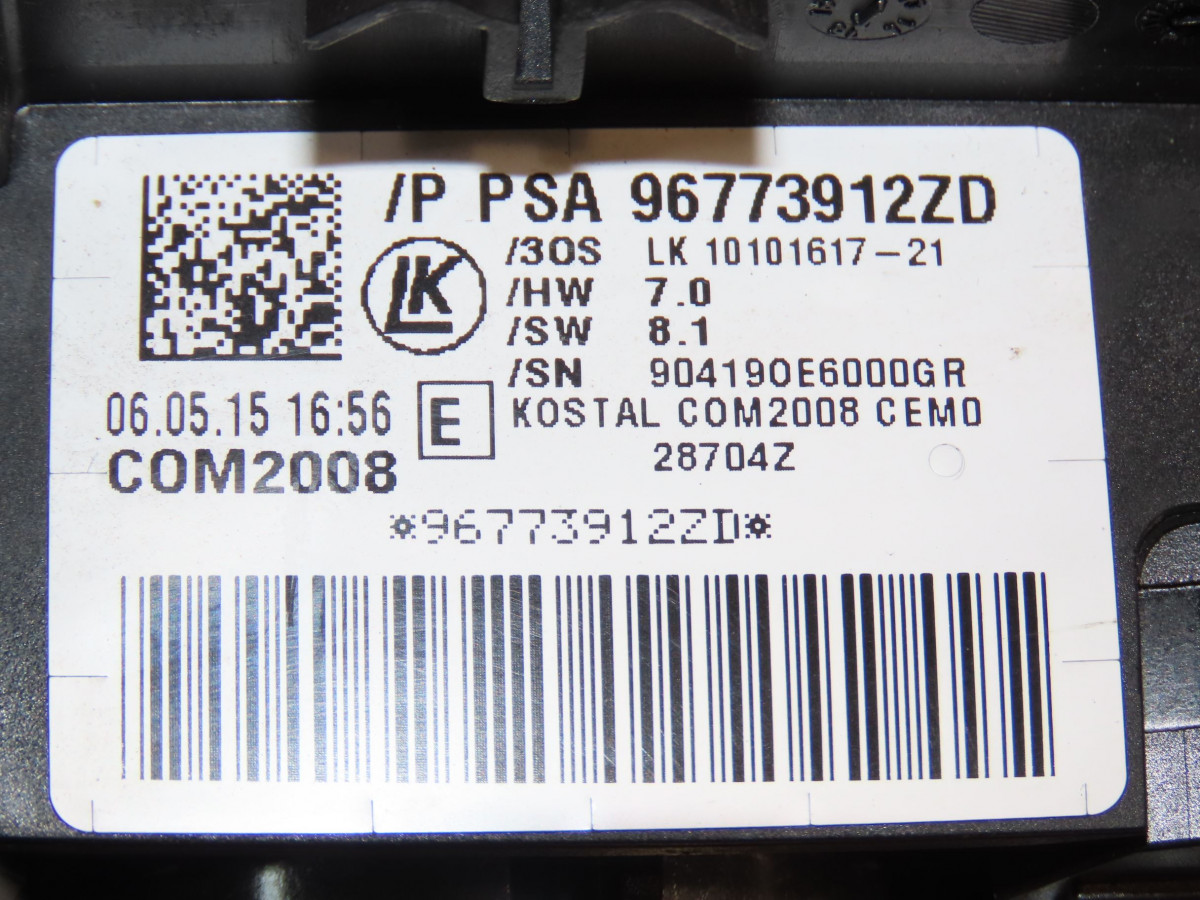 /P PSA 96773912ZD
LK
/3OS LK 10101617-21
/HW 7.0
/SW 8.1
/SN 904190E6000GR
06.05.15 16:56
E
KOSTAL COM2008 CEM0
COM2008
28704Z
*96773912ZD*